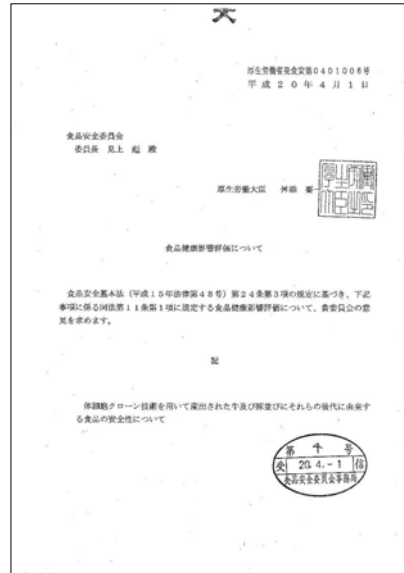 厚生労働省発食安第0401006号
平成20年4月1日
食品安全委員会
委員長 見上 彪 殿
厚生労働大臣 舛添 要一
食品健康影響評価について
食品安全基本法（平成15年法律第48号）第24条第3項の規定に基づき、下記
事項に係る同法第11条第1項に規定する食品健康影響評価について、貴委員会の意
見を求めます。
記
体細胞クローン技術を用いて産出された牛及び豚並びにそれらの後代に由来す
る食品の安全性について
第 号
受 20.4.-1 信
食品安全委員会事務局